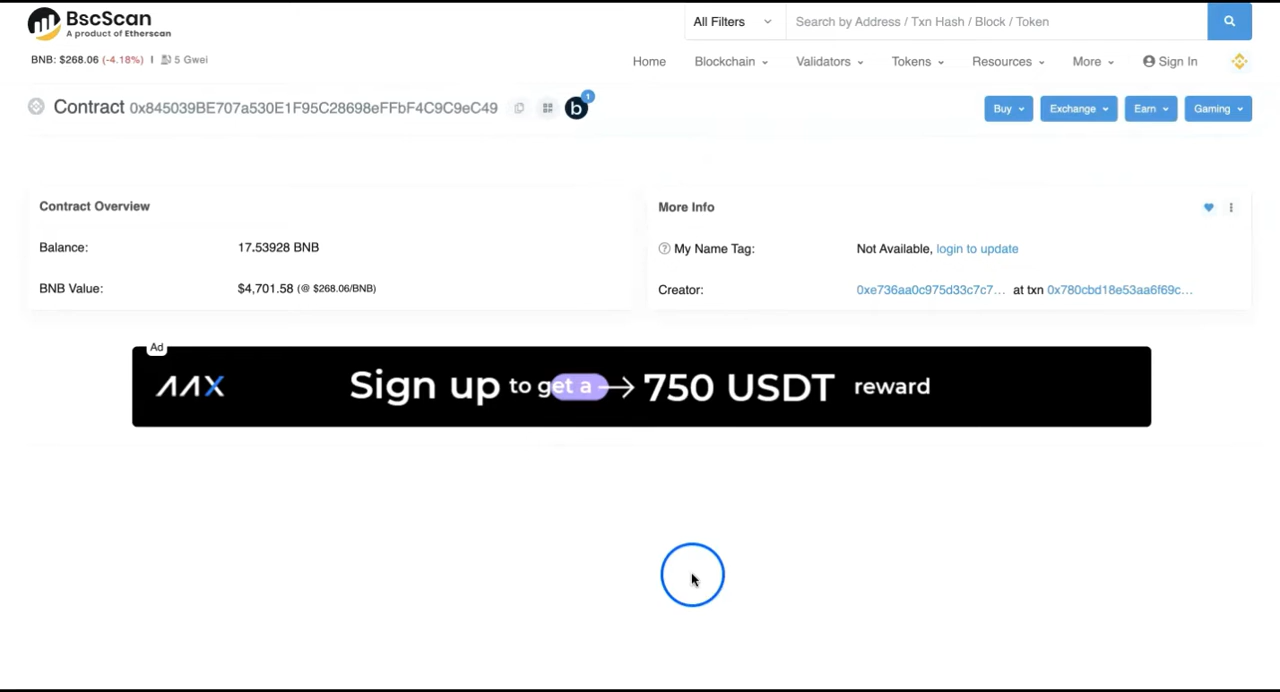 BscScan
A product of Etherscan
All Filters
Search by Address / Txn Hash / Block / Token
BNB: $268.06 (-4.18%) | 5 Gwei
Home Blockchain Validators Tokens Resources More Sign In
Contract 0x845039BE707a530E1F95C28698eFFbF4C9C9eC49
b 1
Buy Exchange Earn Gaming
Contract Overview
Balance: 17.53928 BNB
BNB Value: $4,701.58 (@ $268.06/BNB)
More Info
My Name Tag: Not Available, login to update
Creator: 0xe736aa0c975d33c7c7... at txn 0x780cbd18e53aa6f69c...
Ad
AAX Sign up to get a → 750 USDT reward